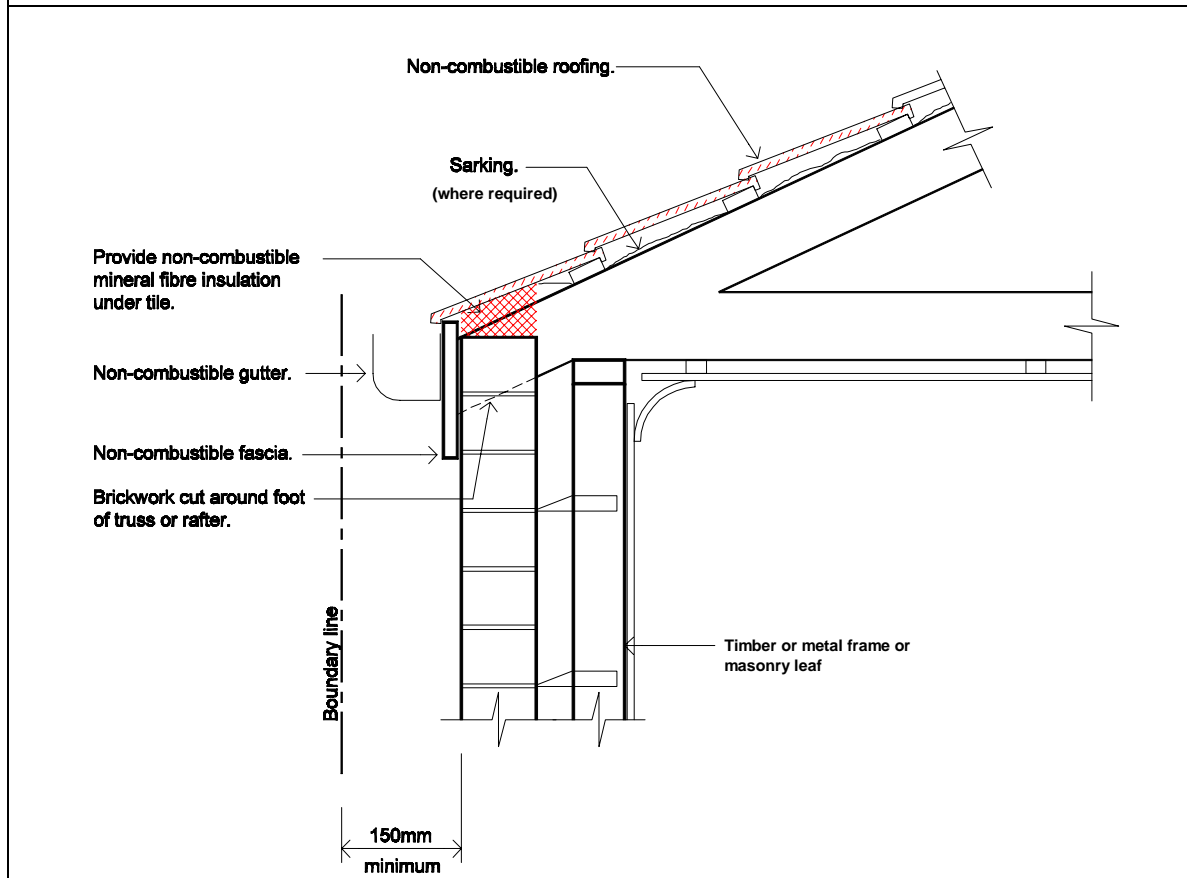 Non-combustible roofing.
Sarking.
(where required)
Provide non-combustible
mineral fibre insulation
under tile.
Non-combustible gutter.
Non-combustible fascia.
Brickwork cut around foot
of truss or rafter.
Boundary line
Timber or metal frame or
masonry leaf
150mm
minimum